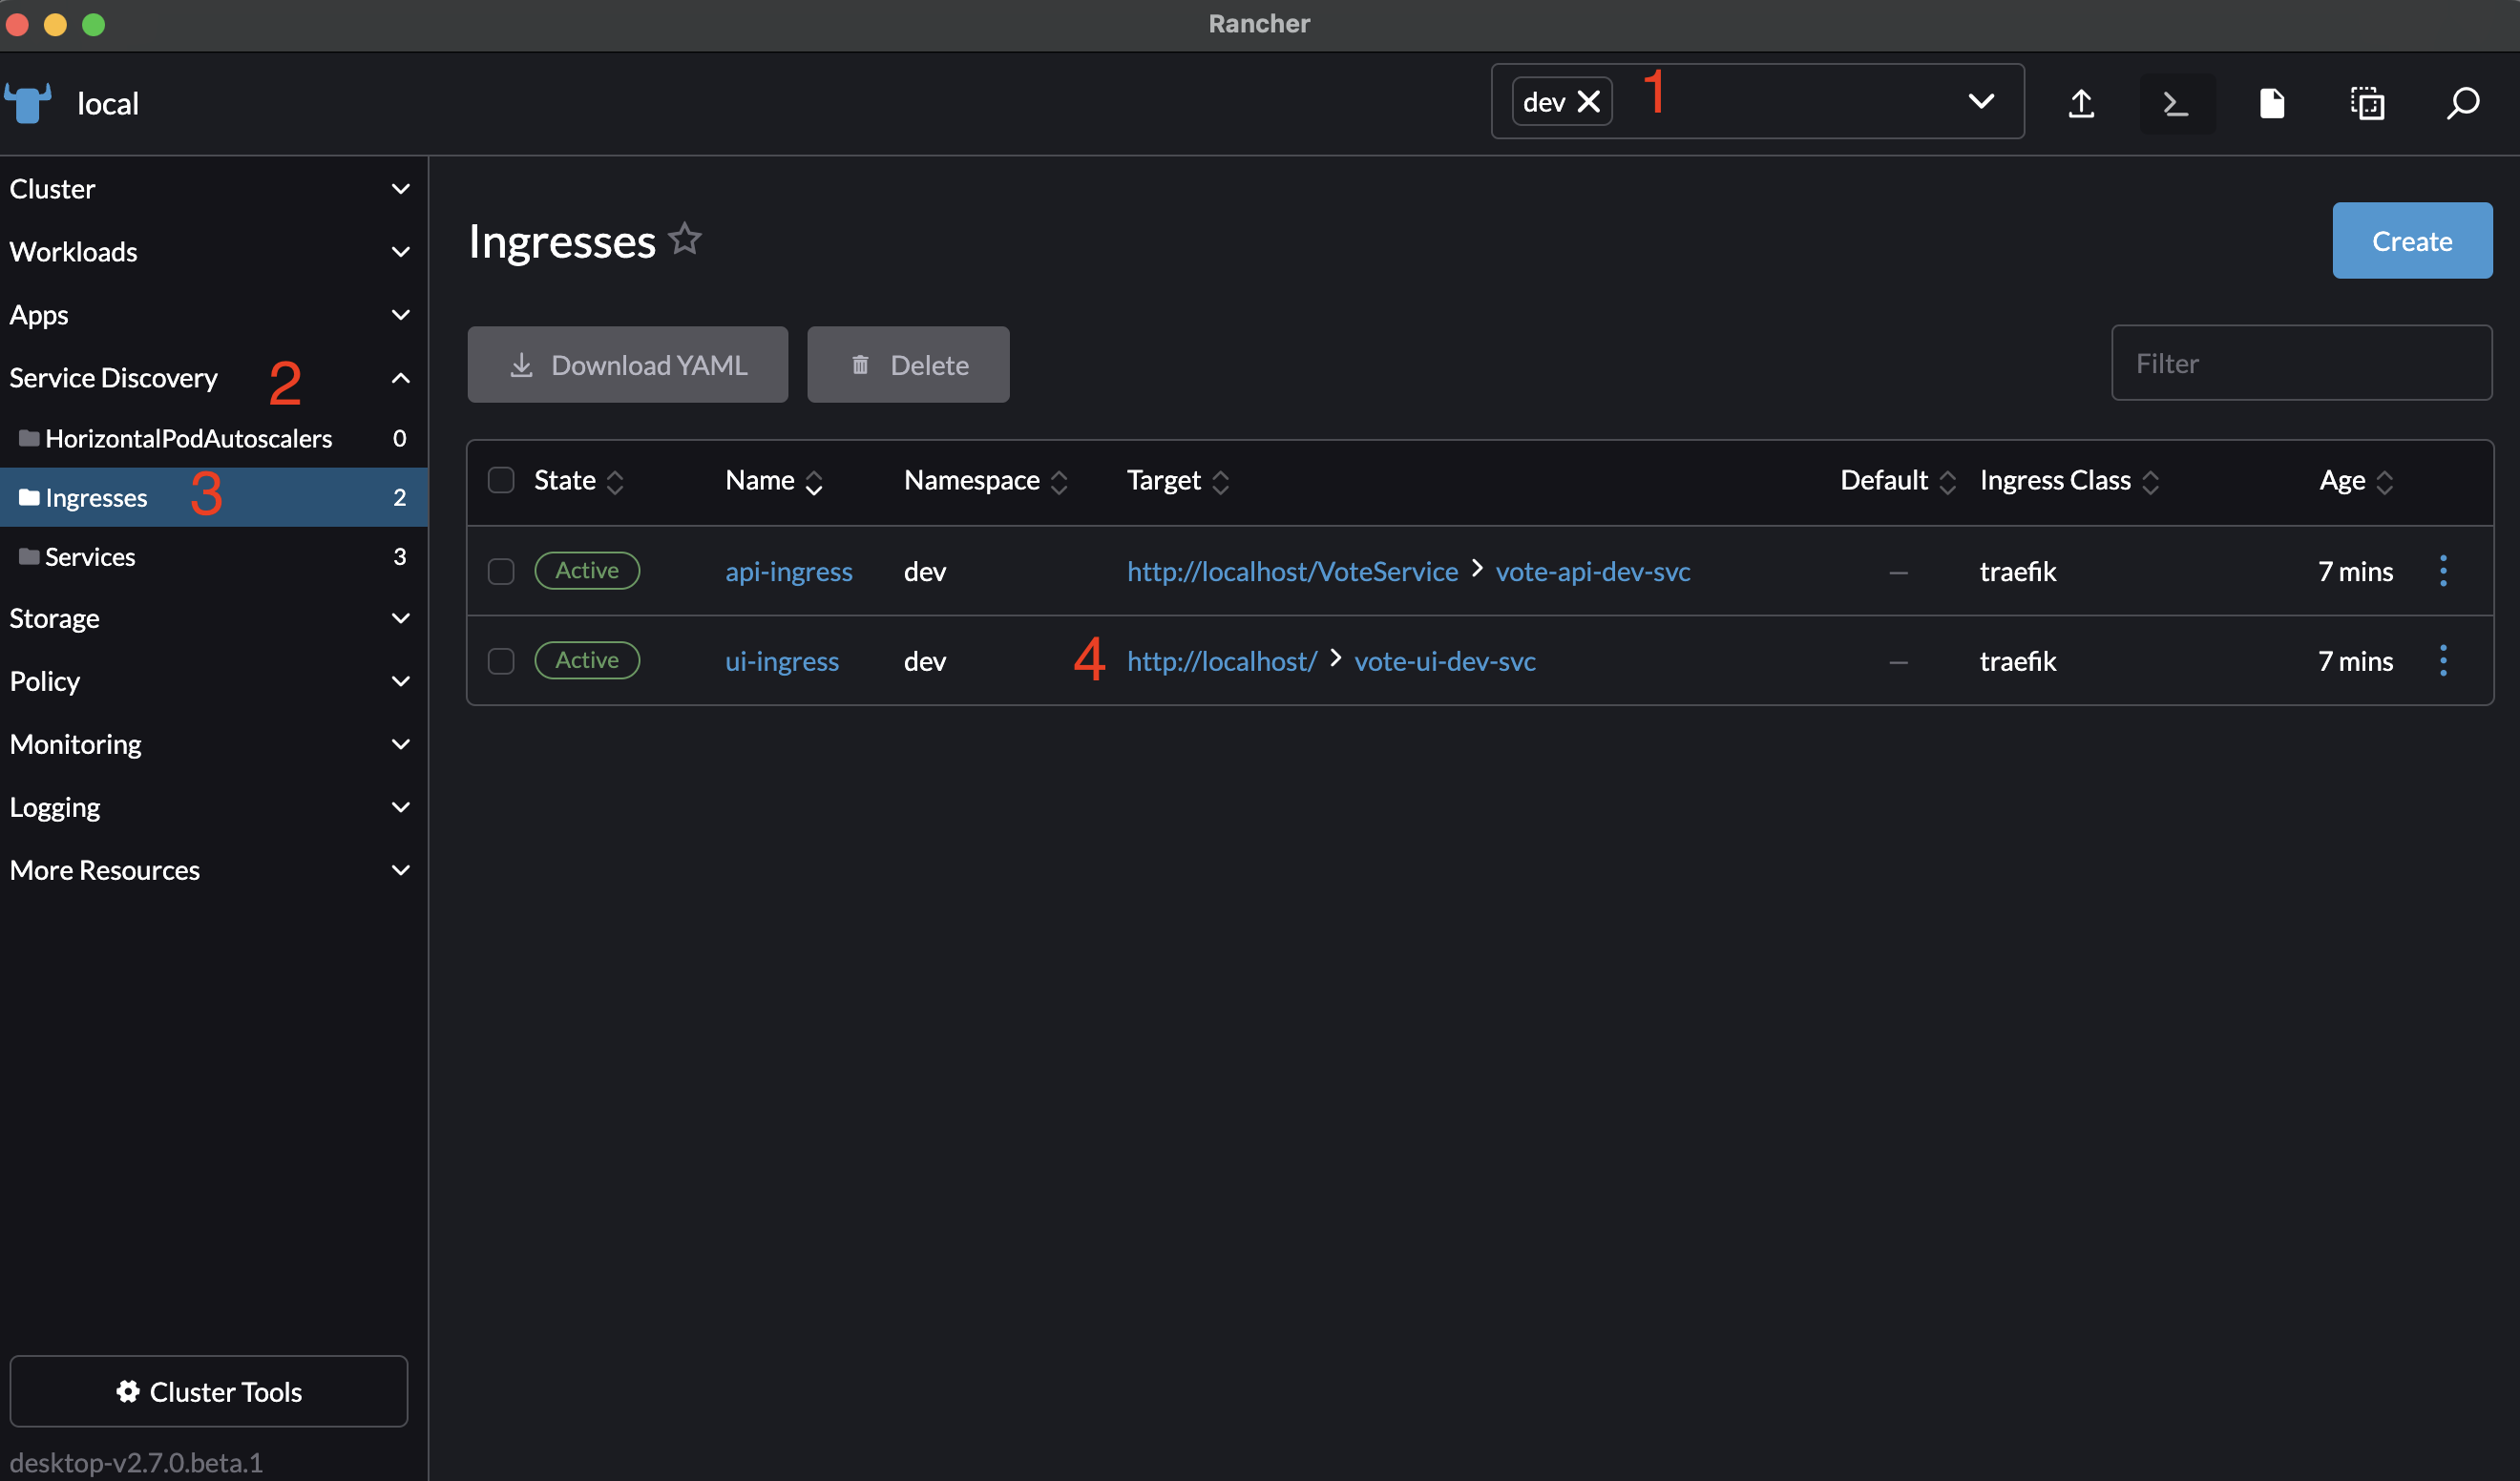 Rancher
local
dev 1
Cluster
Workloads
Apps
Service Discovery 2
HorizontalPodAutoscalers 0
Ingresses 3 2
Services 3
Storage
Policy
Monitoring
Logging
More Resources
Cluster Tools
desktop-v2.7.0.beta.1
Ingresses
Create
Download YAML
Delete
Filter
State Name Namespace Target Default Ingress Class Age
Active api-ingress dev http://localhost/VoteService > vote-api-dev-svc — traefik 7 mins
Active ui-ingress dev 4 http://localhost/ > vote-ui-dev-svc — traefik 7 mins